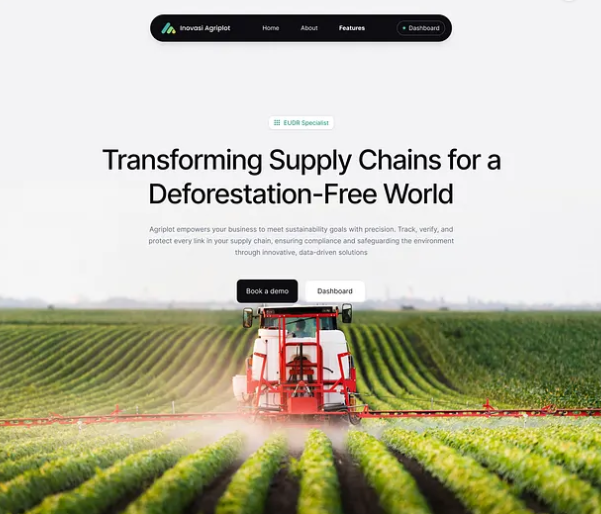 Inovasi Agriplot
Home
About
Features
Dashboard
EUDR Specialist
Transforming Supply Chains for a
Deforestation-Free World
Agriplot empowers your business to meet sustainability goals with precision. Track, verify, and
protect every link in your supply chain, ensuring compliance and safeguarding the environment
through innovative, data-driven solutions
Book a demo
Dashboard